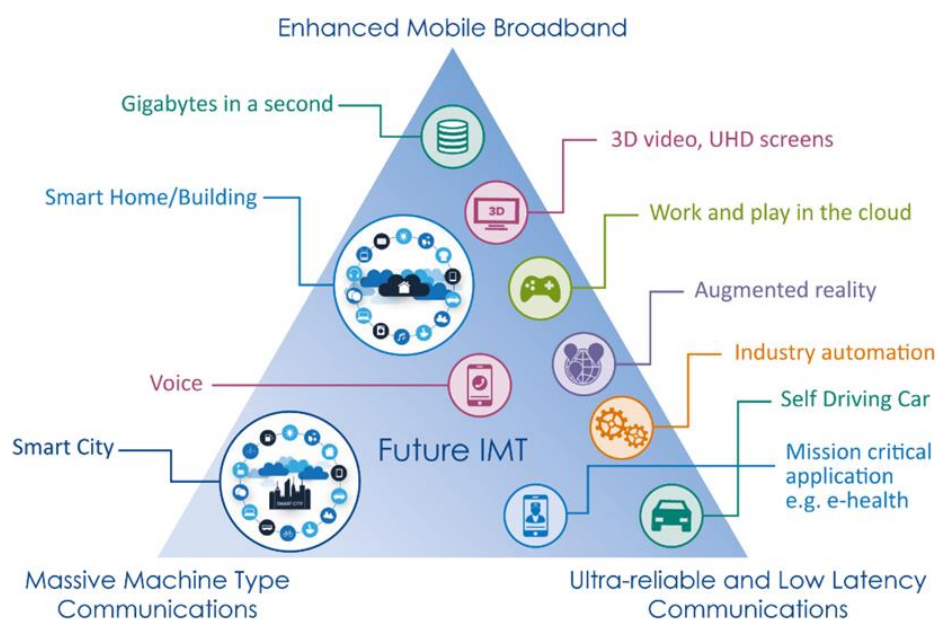 Enhanced Mobile Broadband
Gigabytes in a second
3D video, UHD screens
Smart Home/Building
3D
Work and play in the cloud
Augmented reality
Industry automation
Voice
Self Driving Car
Smart City
Future IMT
Mission critical
application
e.g. e-health
SMART CITY
Massive Machine Type
Communications
Ultra-reliable and Low Latency
Communications